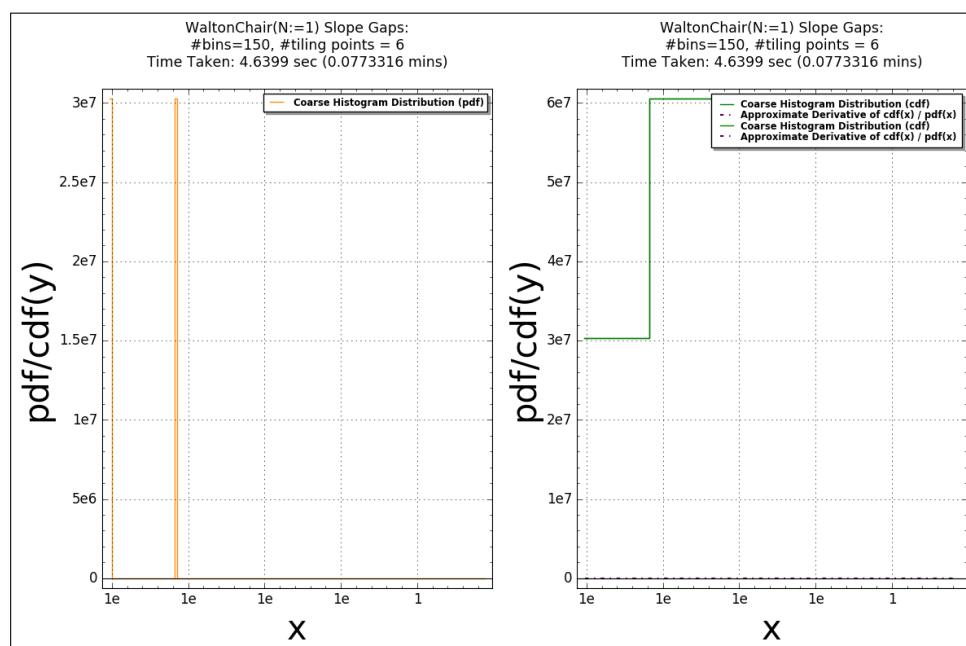 WaltonChair(N:=1) Slope Gaps:
#bins=150, #tiling points = 6
Time Taken: 4.6399 sec (0.0773316 mins)
Coarse Histogram Distribution (pdf)
3e7
2.5e7
2e7
1.5e7
1e7
5e6
0
pdf/cdf(y)
1e
1e
1e
1e
1
x
WaltonChair(N:=1) Slope Gaps:
#bins=150, #tiling points = 6
Time Taken: 4.6399 sec (0.0773316 mins)
Coarse Histogram Distribution (cdf)
Approximate Derivative of cdf(x) / pdf(x)
Coarse Histogram Distribution (cdf)
Approximate Derivative of cdf(x) / pdf(x)
6e7
5e7
4e7
3e7
2e7
1e7
0
pdf/cdf(y)
1e
1e
1e
1e
1
x